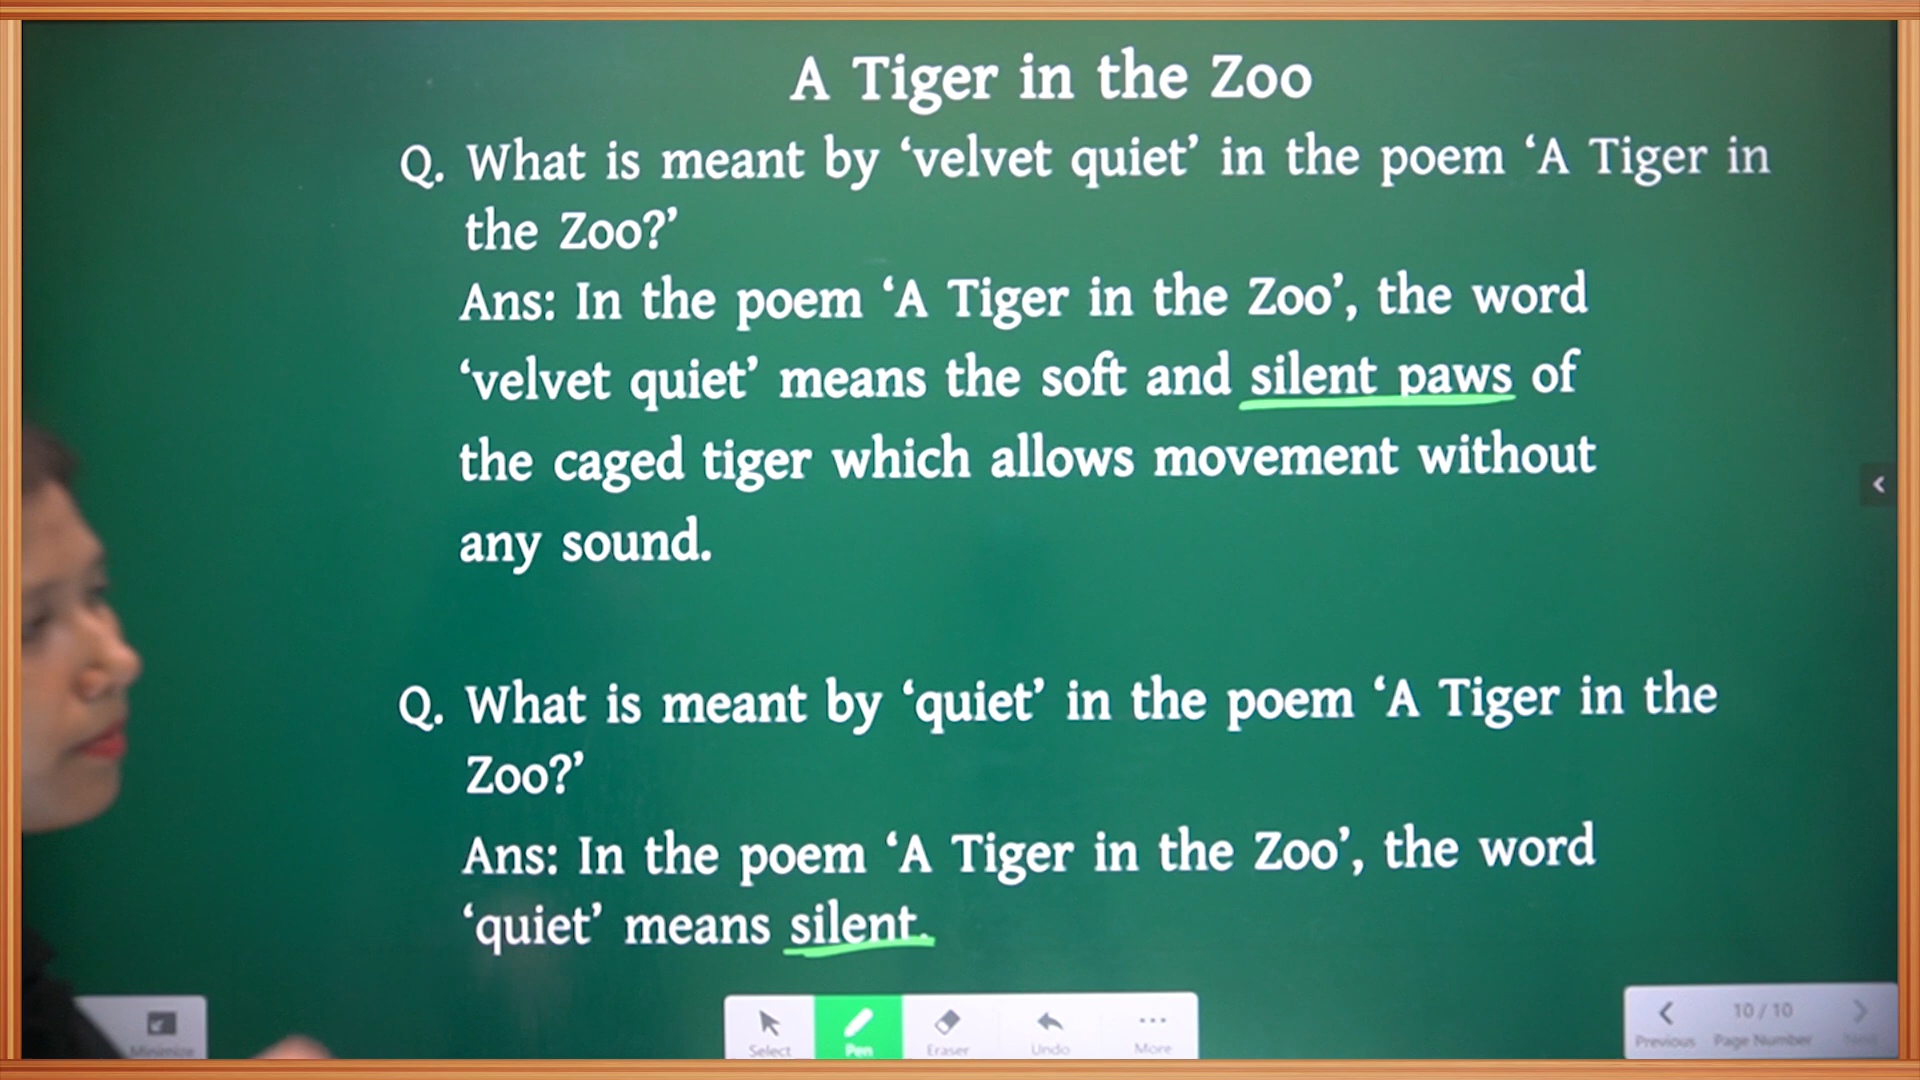 A Tiger in the Zoo
Q. What is meant by ‘velvet quiet’ in the poem ‘A Tiger in
the Zoo?’
Ans: In the poem ‘A Tiger in the Zoo’, the word
‘velvet quiet’ means the soft and silent paws of
the caged tiger which allows movement without
any sound.
Q. What is meant by ‘quiet’ in the poem ‘A Tiger in the
Zoo?’
Ans: In the poem ‘A Tiger in the Zoo’, the word
‘quiet’ means silent.
Minimize
Select Pen Eraser Undo More
10 / 10
Previous Page Number Next